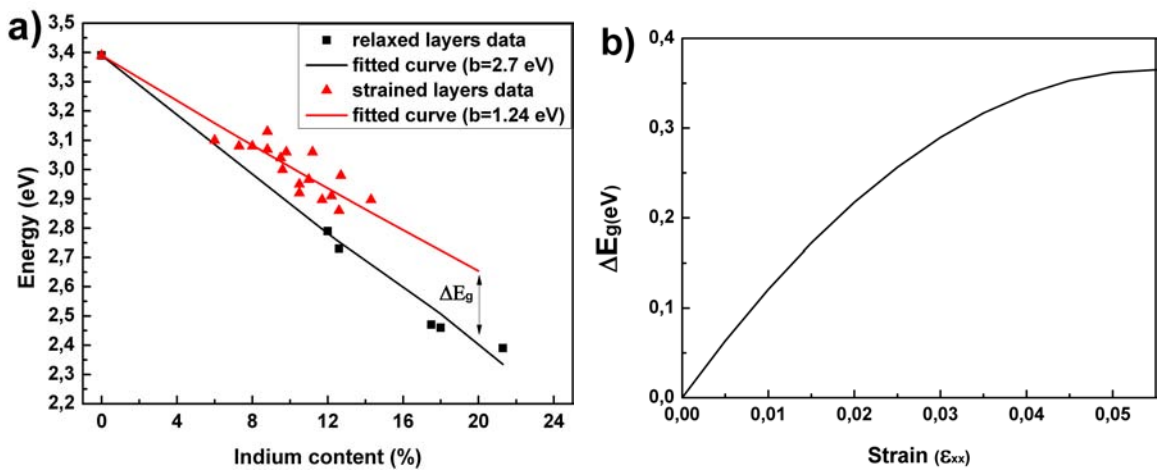 a)
3,5
3,4
3,3
3,2
3,1
3,0
2,9
2,8
2,7
2,6
2,5
2,4
2,3
2,2
Energy (eV)
relaxed layers data
fitted curve (b=2.7 eV)
strained layers data
fitted curve (b=1.24 eV)
ΔEg
0 4 8 12 16 20 24
Indium content (%)
b)
0,4
0,3
0,2
0,1
0,0
ΔEg(eV)
0,00 0,01 0,02 0,03 0,04 0,05
Strain (εxx)